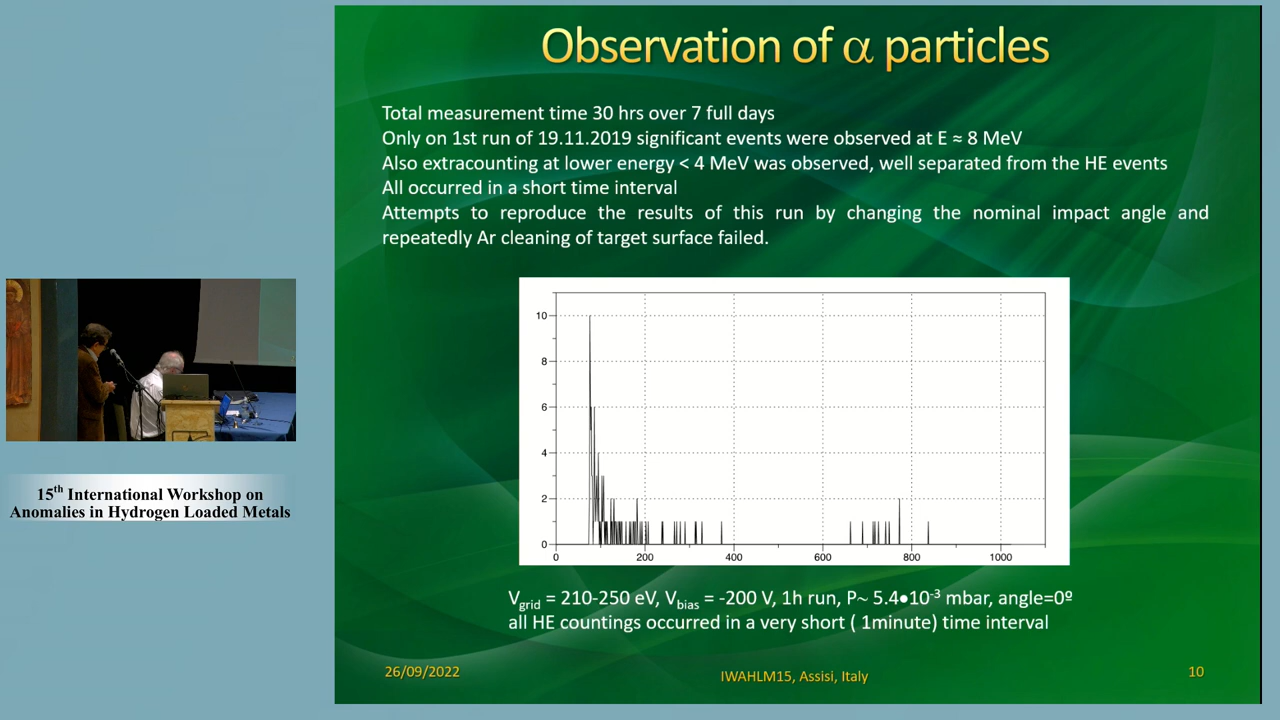 Observation of α particles
Total measurement time 30 hrs over 7 full days
Only on 1st run of 19.11.2019 significant events were observed at E ≈ 8 MeV
Also extracounting at lower energy < 4 MeV was observed, well separated from the HE events
All occurred in a short time interval
Attempts to reproduce the results of this run by changing the nominal impact angle and
repeatedly Ar cleaning of target surface failed.
10
8
6
4
2
0
0 200 400 600 800 1000
Vgrid = 210-250 eV, Vbias = -200 V, 1h run, P~ 5.4•10-3 mbar, angle=0º
all HE countings occurred in a very short ( 1minute) time interval
26/09/2022
IWAHLM15, Assisi, Italy
10
15th International Workshop on
Anomalies in Hydrogen Loaded Metals